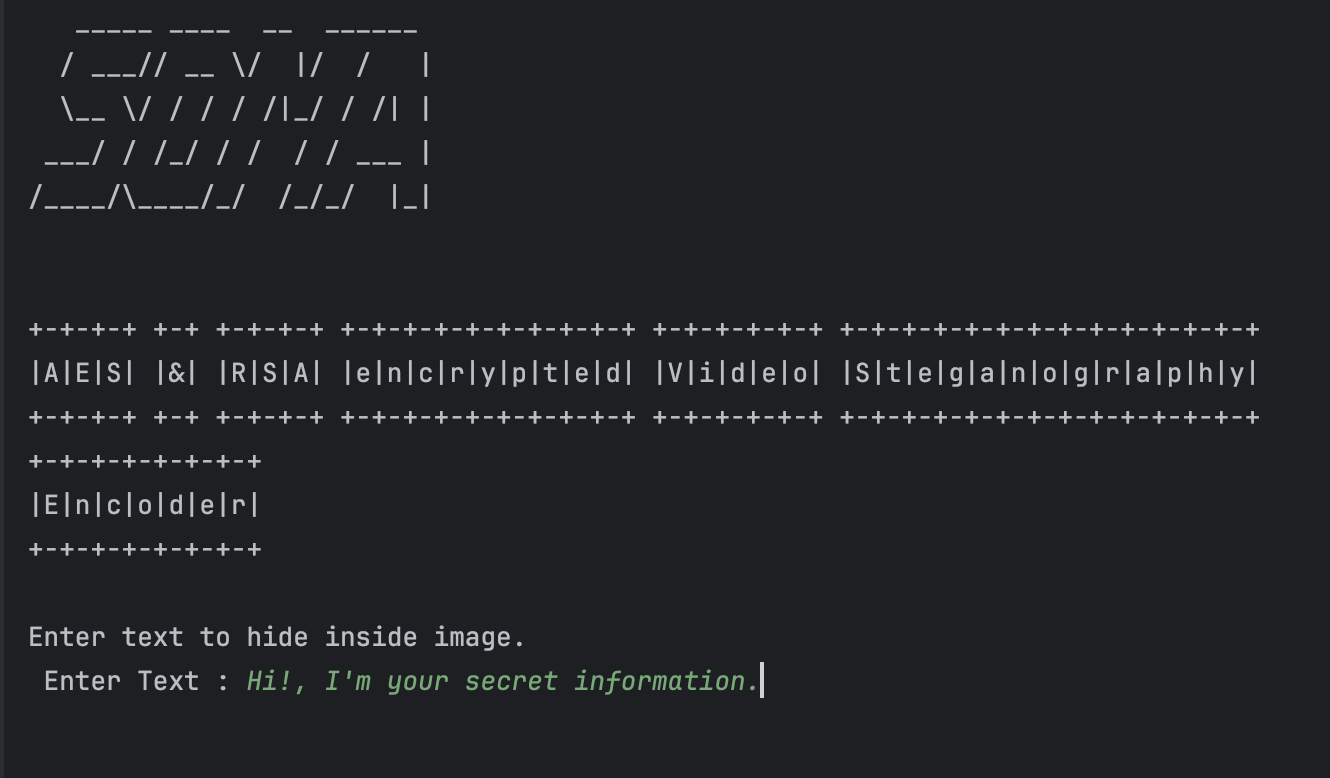 _____ ____  __  ______
  / ___// __ \/  |/  /   |
  \__ \/ / / / /|_/ / /| |
 ___/ / /_/ / /  / / ___ |
/____/\____/_/  /_/_/  |_|
+-+-+-+ +-+ +-+-+-+ +-+-+-+-+-+-+-+-+-+ +-+-+-+-+-+ +-+-+-+-+-+-+-+-+-+-+-+-+-+
|A|E|S| |&| |R|S|A| |e|n|c|r|y|p|t|e|d| |V|i|d|e|o| |S|t|e|g|a|n|o|g|r|a|p|h|y|
+-+-+-+ +-+ +-+-+-+ +-+-+-+-+-+-+-+-+-+ +-+-+-+-+-+ +-+-+-+-+-+-+-+-+-+-+-+-+-+
+-+-+-+-+-+-+-+
|E|n|c|o|d|e|r|
+-+-+-+-+-+-+-+
Enter text to hide inside image.
 Enter Text : Hi!, I'm your secret information.